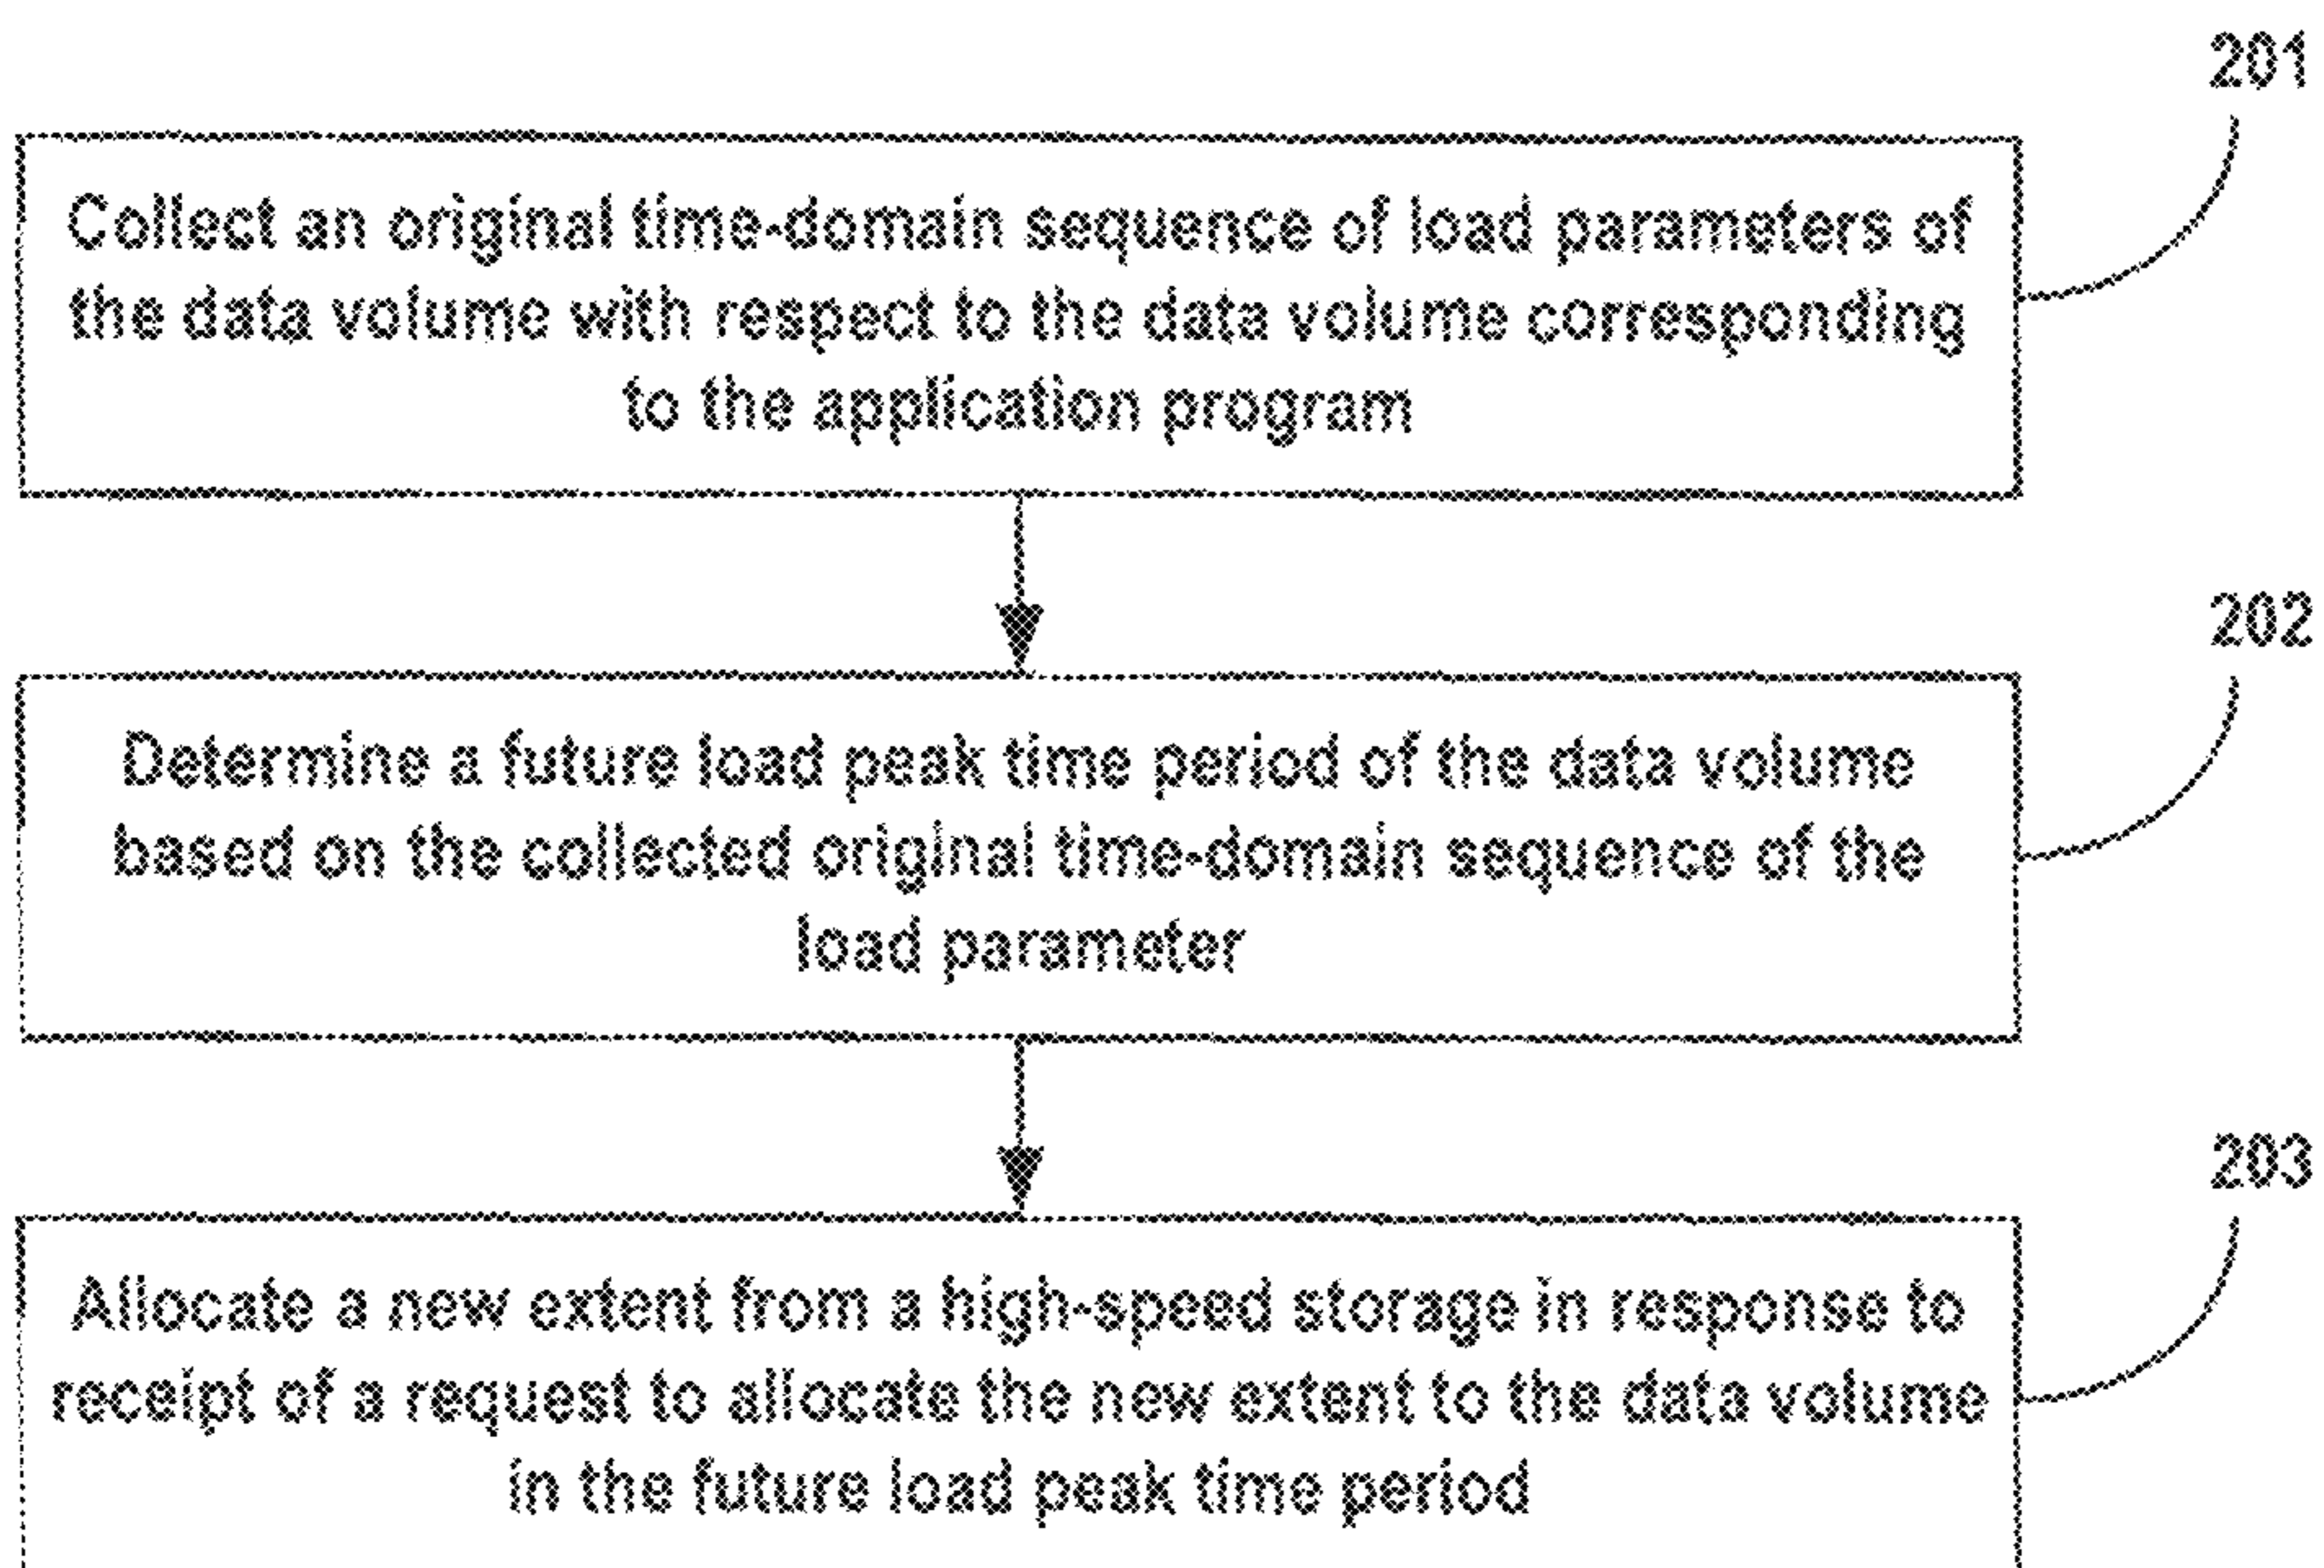 201
Collect an original time-domain sequence of load parameters of
the data volume with respect to the data volume corresponding
to the application program
202
Determine a future load peak time period of the data volume
based on the collected original time-domain sequence of the
load parameter
203
Allocate a new extent from a high-speed storage in response to
receipt of a request to allocate the new extent to the data volume
in the future load peak time period